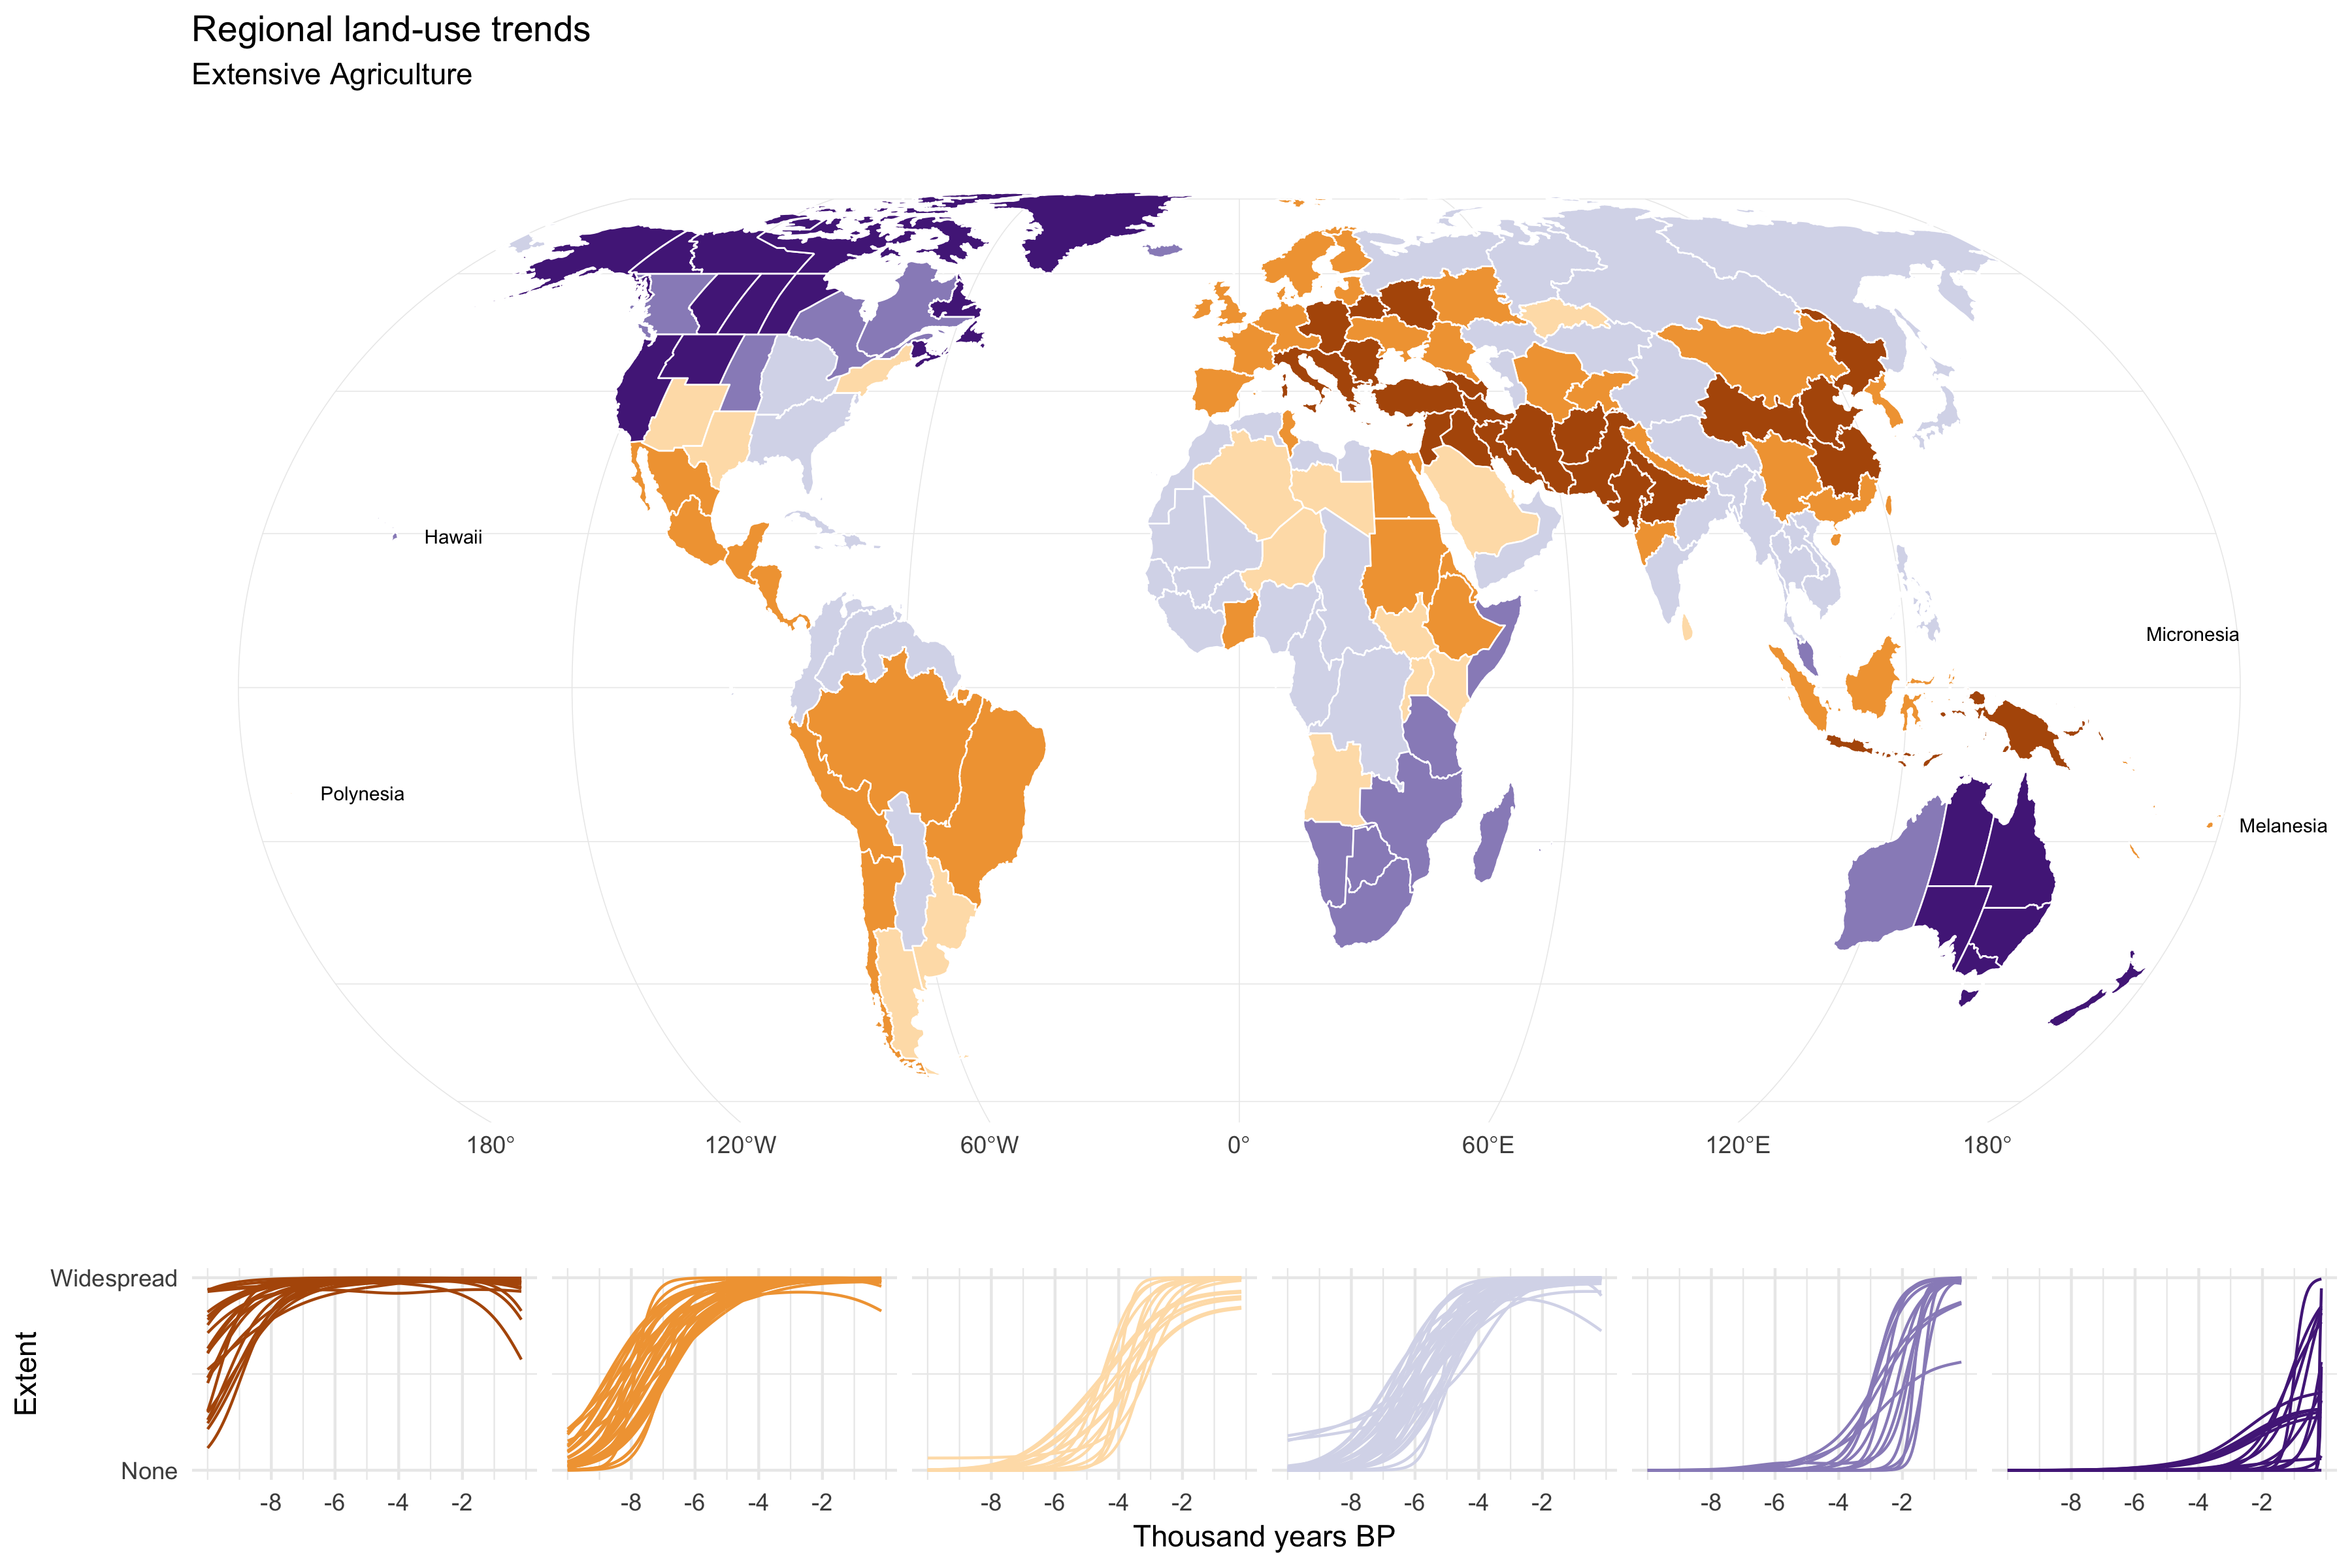 Regional land-use trends
Extensive Agriculture
Hawaii
Micronesia
Polynesia
Melanesia
180° 120°W 60°W 0° 60°E 120°E 180°
Widespread
Extent
None
-8 -6 -4 -2 -8 -6 -4 -2 -8 -6 -4 -2 -8 -6 -4 -2 -8 -6 -4 -2 -8 -6 -4 -2
Thousand years BP